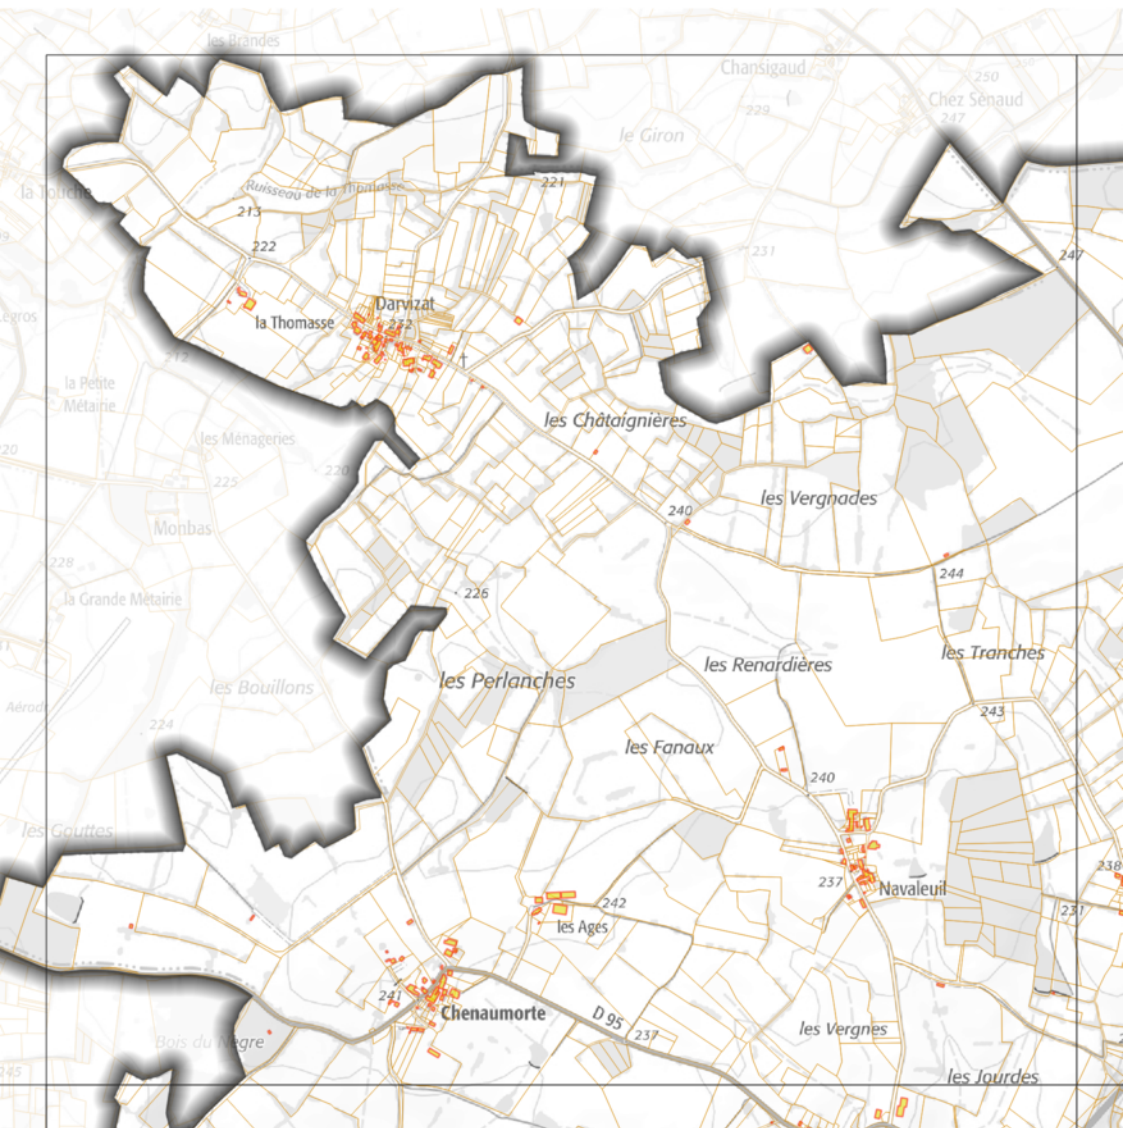 les Brandes
Chansigaud
250
Chez Sénaud
247
229
le Giron
la Touche
Ruisseau de la Thomasse
221
213
222
231
247
Darvizat
232
la Thomasse
212
la Petite
Métairie
les Châtaignières
les Ménageries
220
225
les Vergnades
240
Monbas
228
244
226
la Grande Métairie
les Tranches
les Renardières
les Perlanches
les Bouillons
243
224
les Fanaux
240
les Gouttes
238
237
Navaleuil
242
231
les Ages
241
Chenaumorte
D 95
237
les Vergnes
Bois du Nègre
245
les Jourdes